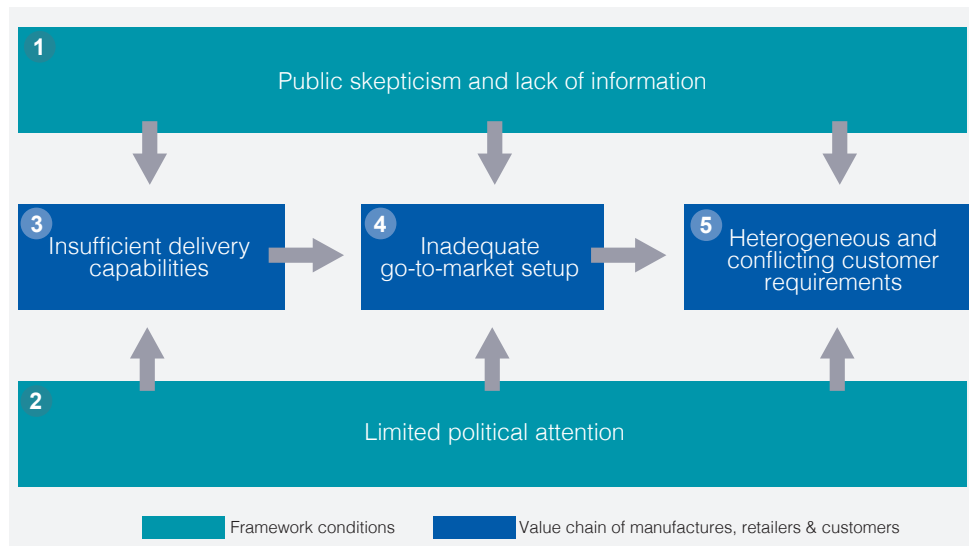 1
Public skepticism and lack of information
3
Insufficient delivery
capabilities
4
Inadequate
go-to-market setup
5
Heterogeneous and
conflicting customer
requirements
2
Limited political attention
Framework conditions
Value chain of manufactures, retailers & customers